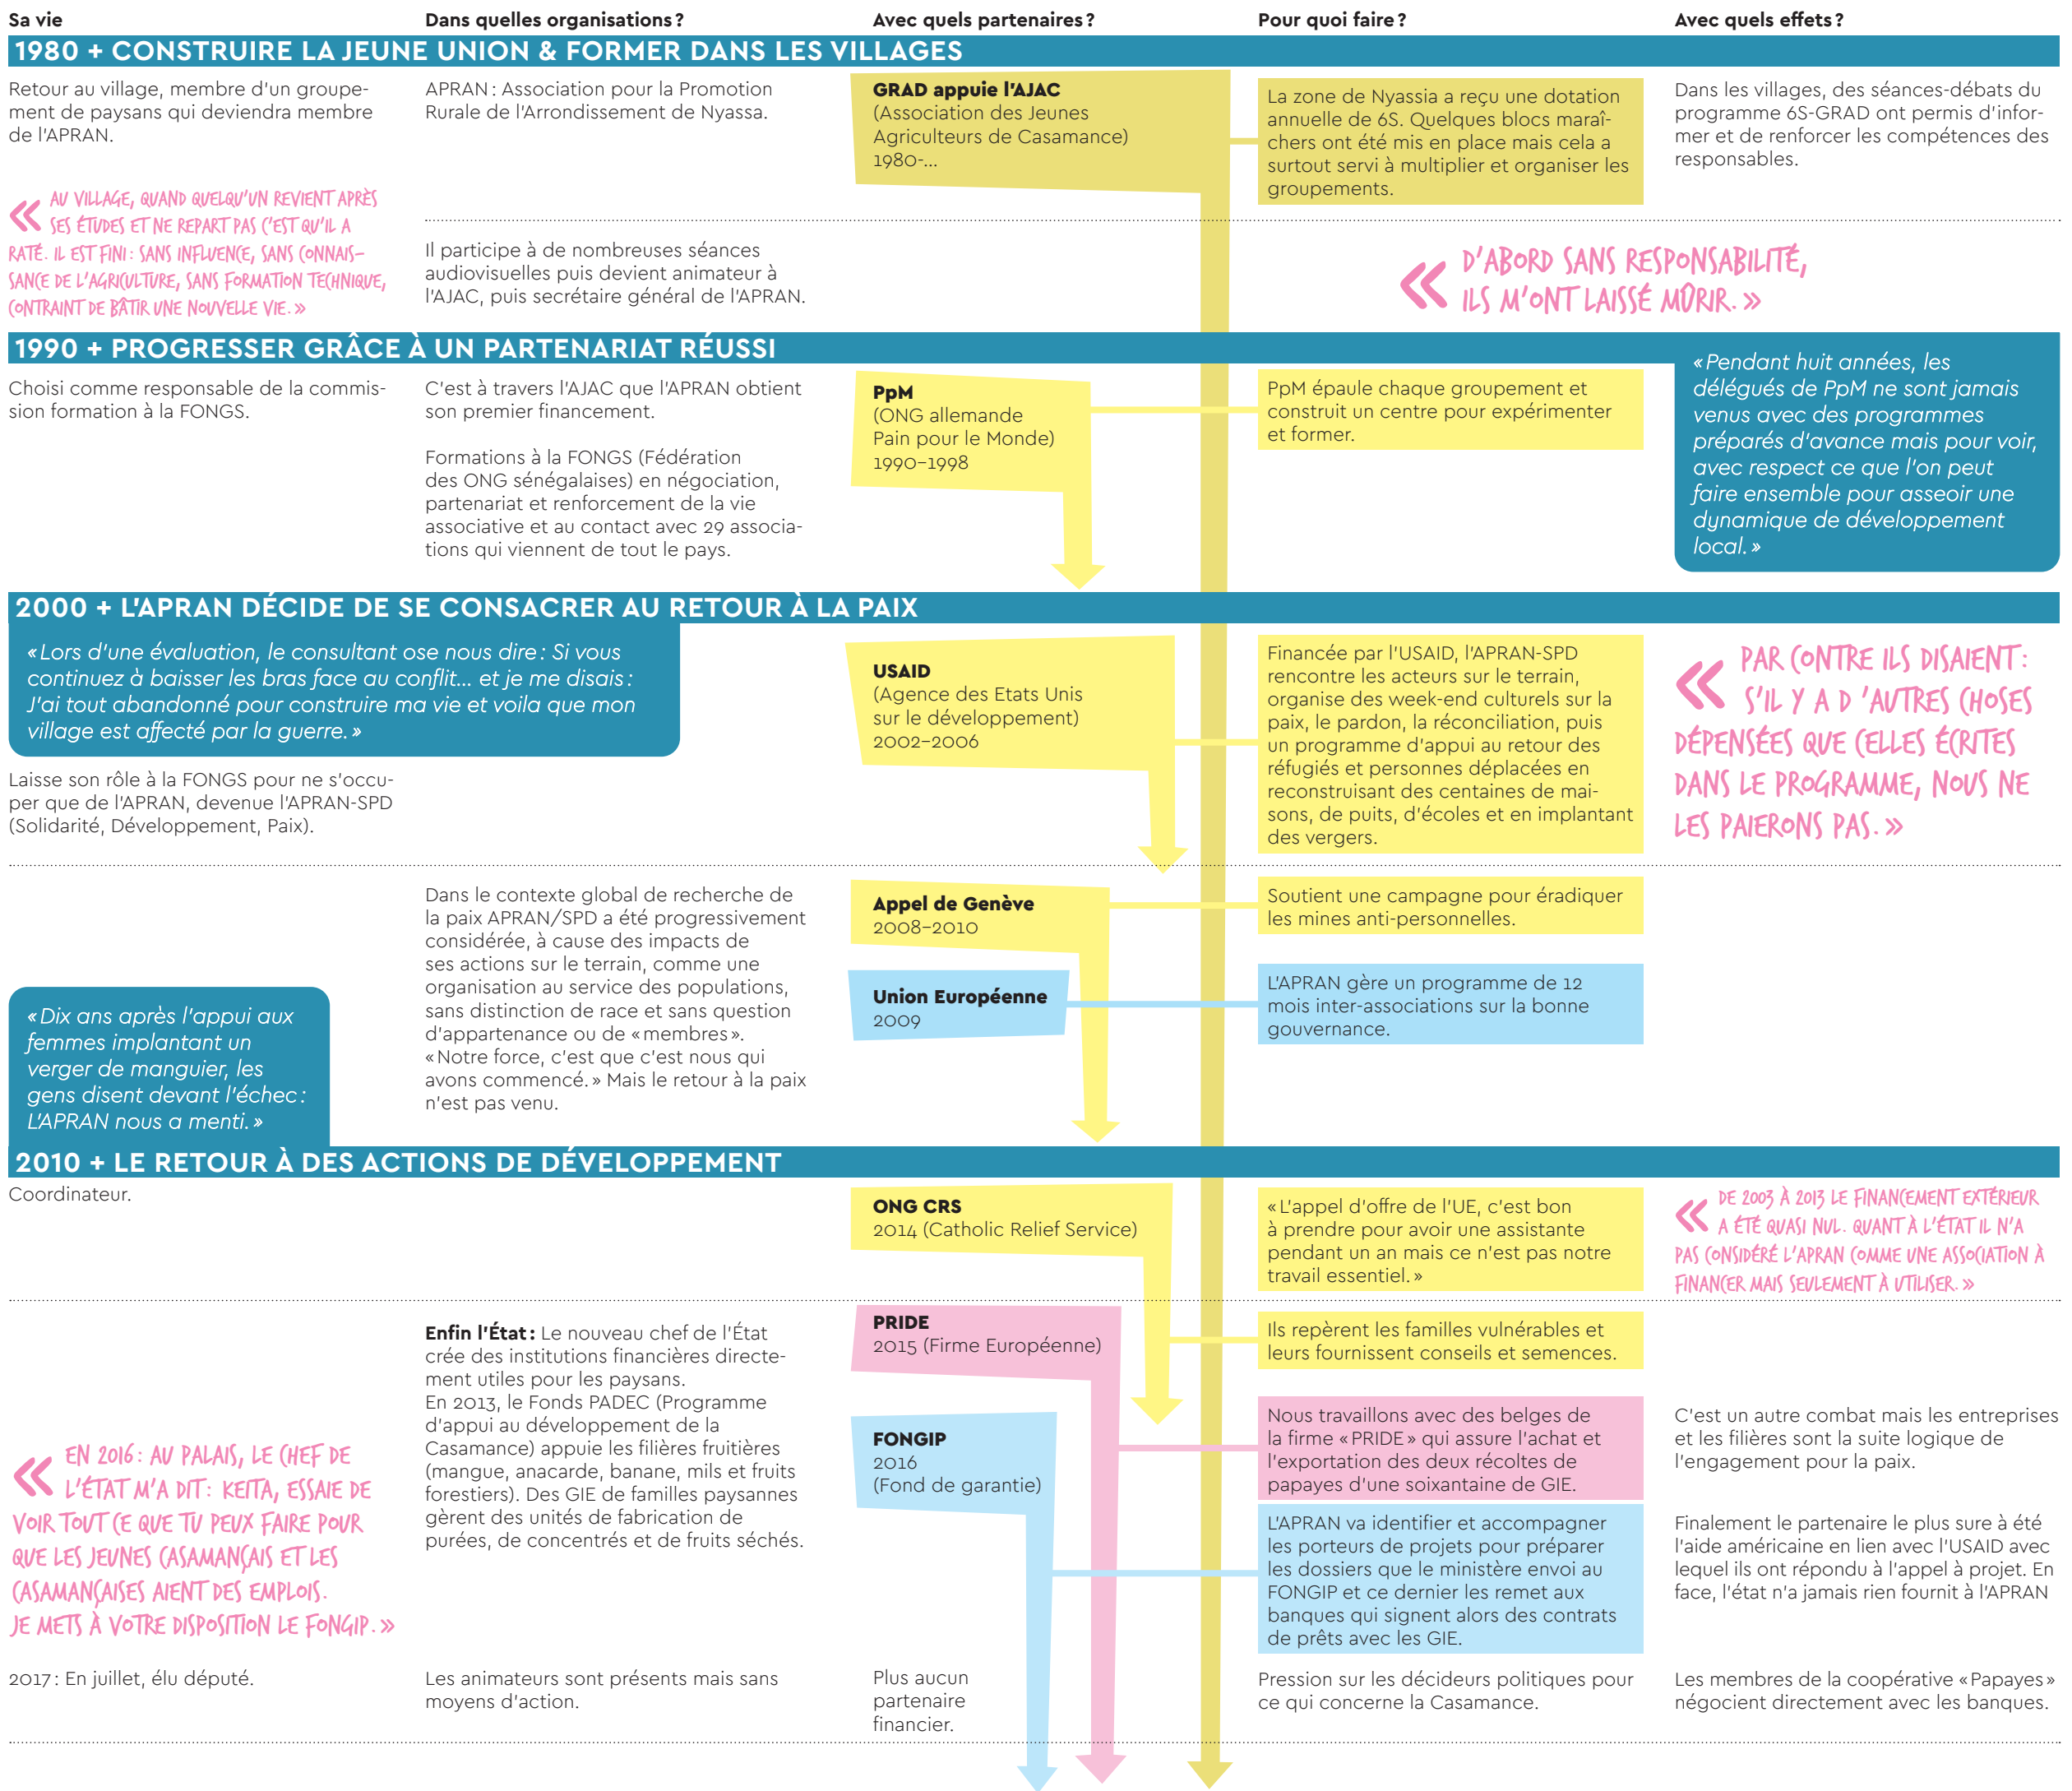 Sa vie
Dans quelles organisations ?
Avec quels partenaires ?
Pour quoi faire ?
Avec quels effets ?
1980 + CONSTRUIRE LA JEUNE UNION & FORMER DANS LES VILLAGES
Retour au village, membre d'un groupe-
ment de paysans qui deviendra membre
de l'APRAN.
« AU VILLAGE, QUAND QUELQU'UN REVIENT APRÈS
SES ÉTUDES ET NE REPART PAS C'EST QU'IL A
RATÉ. IL EST FINI : SANS INFLUENCE, SANS CONNAIS-
SANCE DE L'AGRICULTURE, SANS FORMATION TECHNIQUE,
CONTRAINT DE BÂTIR UNE NOUVELLE VIE. »
APRAN : Association pour la Promotion
Rurale de l'Arrondissement de Nyassa.
Il participe à de nombreuses séances
audiovisuelles puis devient animateur à
l'AJAC, puis secrétaire général de l'APRAN.
GRAD appuie l'AJAC
(Association des Jeunes
Agriculteurs de Casamance)
1980-...
La zone de Nyassia a reçu une dotation
annuelle de 6S. Quelques blocs maraî-
chers ont été mis en place mais cela a
surtout servi à multiplier et organiser les
groupements.
Dans les villages, des séances-débats du
programme 6S-GRAD ont permis d'infor-
mer et de renforcer les compétences des
responsables.
« D'ABORD SANS RESPONSABILITÉ,
ILS M'ONT LAISSÉ MÛRIR. »
1990 + PROGRESSER GRÂCE À UN PARTENARIAT RÉUSSI
Choisi comme responsable de la commis-
sion formation à la FONGS.
C'est à travers l'AJAC que l'APRAN obtient
son premier financement.
Formations à la FONGS (Fédération
des ONG sénégalaises) en négociation,
partenariat et renforcement de la vie
associative et au contact avec 29 associa-
tions qui viennent de tout le pays.
PpM
(ONG allemande
Pain pour le Monde)
1990-1998
PpM épaule chaque groupement et
construit un centre pour expérimenter
et former.
« Pendant huit années, les
délégués de PpM ne sont jamais
venus avec des programmes
préparés d'avance mais pour voir,
avec respect ce que l'on peut
faire ensemble pour asseoir une
dynamique de développement
local. »
2000 + L'APRAN DÉCIDE DE SE CONSACRER AU RETOUR À LA PAIX
« Lors d'une évaluation, le consultant ose nous dire : Si vous
continuez à baisser les bras face au conflit... et je me disais :
J'ai tout abandonné pour construire ma vie et voila que mon
village est affecté par la guerre. »
Laisse son rôle à la FONGS pour ne s'occu-
per que de l'APRAN, devenue l'APRAN-SPD
(Solidarité, Développement, Paix).
USAID
(Agence des Etats Unis
sur le développement)
2002-2006
Financée par l'USAID, l'APRAN-SPD
rencontre les acteurs sur le terrain,
organise des week-end culturels sur la
paix, le pardon, la réconciliation, puis
un programme d'appui au retour des
réfugiés et personnes déplacées en
reconstruisant des centaines de mai-
sons, de puits, d'écoles et en implantant
des vergers.
« PAR CONTRE ILS DISAIENT :
S'IL Y A D 'AUTRES CHOSES
DÉPENSÉES QUE CELLES ÉCRITES
DANS LE PROGRAMME, NOUS NE
LES PAIERONS PAS. »
« Dix ans après l'appui aux
femmes implantant un
verger de manguier, les
gens disent devant l'échec :
L'APRAN nous a menti. »
Dans le contexte global de recherche de
la paix APRAN/SPD a été progressivement
considérée, à cause des impacts de
ses actions sur le terrain, comme une
organisation au service des populations,
sans distinction de race et sans question
d'appartenance ou de « membres ».
« Notre force, c'est que c'est nous qui
avons commencé. » Mais le retour à la paix
n'est pas venu.
Appel de Genève
2008-2010
Soutient une campagne pour éradiquer
les mines anti-personnelles.
Union Européenne
2009
L'APRAN gère un programme de 12
mois inter-associations sur la bonne
gouvernance.
2010 + LE RETOUR À DES ACTIONS DE DÉVELOPPEMENT
Coordinateur.
ONG CRS
2014 (Catholic Relief Service)
« L'appel d'offre de l'UE, c'est bon
à prendre pour avoir une assistante
pendant un an mais ce n'est pas notre
travail essentiel. »
« DE 2003 À 2013 LE FINANCEMENT EXTÉRIEUR
A ÉTÉ QUASI NUL. QUANT À L'ÉTAT IL N'A
PAS CONSIDÉRÉ L'APRAN COMME UNE ASSOCIATION À
FINANCER MAIS SEULEMENT À UTILISER. »
« EN 2016 : AU PALAIS, LE CHEF DE
L'ÉTAT M'A DIT : KEITA, ESSAIE DE
VOIR TOUT CE QUE TU PEUX FAIRE POUR
QUE LES JEUNES CASAMANÇAIS ET LES
CASAMANÇAISES AIENT DES EMPLOIS.
JE METS À VOTRE DISPOSITION LE FONGIP. »
Enfin l'État : Le nouveau chef de l'État
crée des institutions financières directe-
ment utiles pour les paysans.
En 2013, le Fonds PADEC (Programme
d'appui au développement de la
Casamance) appuie les filières fruitières
(mangue, anacarde, banane, mils et fruits
forestiers). Des GIE de familles paysannes
gèrent des unités de fabrication de
purées, de concentrés et de fruits séchés.
PRIDE
2015 (Firme Européenne)
FONGIP
2016
(Fond de garantie)
Ils repèrent les familles vulnérables et
leurs fournissent conseils et semences.
Nous travaillons avec des belges de
la firme « PRIDE » qui assure l'achat et
l'exportation des deux récoltes de
papayes d'une soixantaine de GIE.
L'APRAN va identifier et accompagner
les porteurs de projets pour préparer
les dossiers que le ministère envoi au
FONGIP et ce dernier les remet aux
banques qui signent alors des contrats
de prêts avec les GIE.
C'est un autre combat mais les entreprises
et les filières sont la suite logique de
l'engagement pour la paix.
Finalement le partenaire le plus sure à été
l'aide américaine en lien avec l'USAID avec
lequel ils ont répondu à l'appel à projet. En
face, l'état n'a jamais rien fournit à l'APRAN
2017 : En juillet, élu député.
Les animateurs sont présents mais sans
moyens d'action.
Plus aucun
partenaire
financier.
Pression sur les décideurs politiques pour
ce qui concerne la Casamance.
Les membres de la coopérative « Papayes »
négocient directement avec les banques.